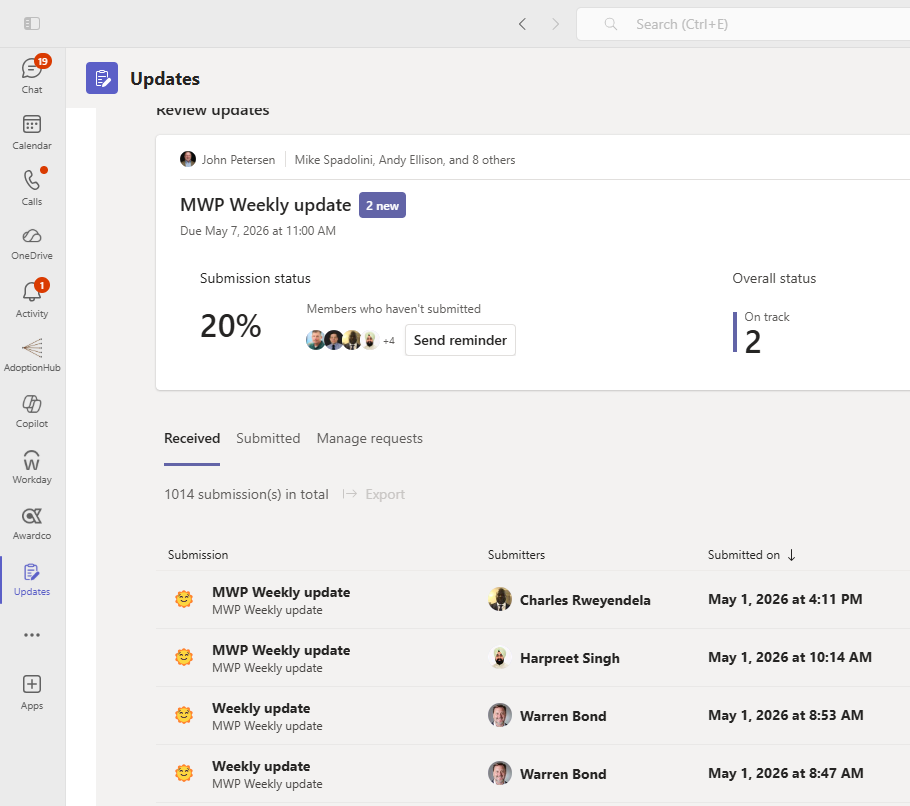 Search (Ctrl+E)
19
Chat
Calendar
Calls
OneDrive
1
Activity
AdoptionHub
Copilot
Workday
Awardco
Updates
Apps
Updates
Review updates
John Petersen
Mike Spadolini, Andy Ellison, and 8 others
MWP Weekly update 2 new
Due May 7, 2026 at 11:00 AM
Submission status
20%
Members who haven't submitted
+4
Send reminder
Overall status
On track
2
Received Submitted Manage requests
1014 submission(s) in total Export
Submission Submitters Submitted on
MWP Weekly update
MWP Weekly update
Charles Rweyendela
May 1, 2026 at 4:11 PM
MWP Weekly update
MWP Weekly update
Harpreet Singh
May 1, 2026 at 10:14 AM
Weekly update
MWP Weekly update
Warren Bond
May 1, 2026 at 8:53 AM
Weekly update
MWP Weekly update
Warren Bond
May 1, 2026 at 8:47 AM